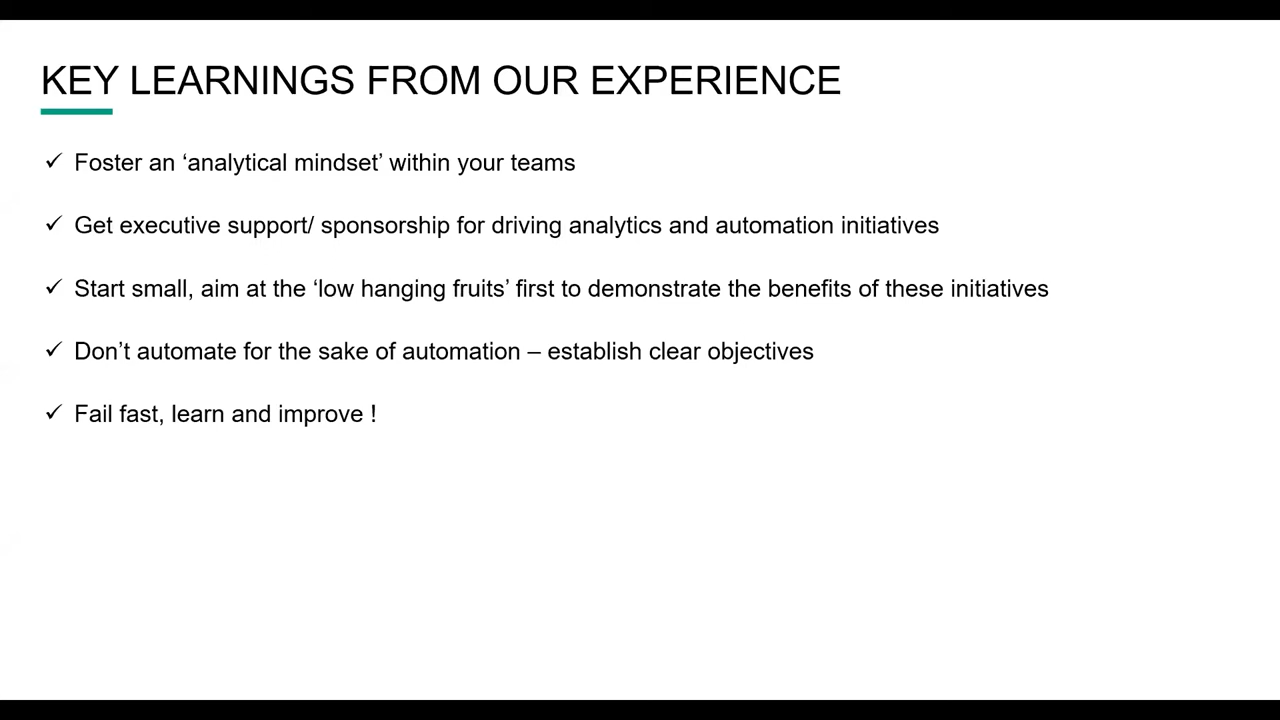 KEY LEARNINGS FROM OUR EXPERIENCE
✓ Foster an ‘analytical mindset’ within your teams
✓ Get executive support/ sponsorship for driving analytics and automation initiatives
✓ Start small, aim at the ‘low hanging fruits’ first to demonstrate the benefits of these initiatives
✓ Don’t automate for the sake of automation – establish clear objectives
✓ Fail fast, learn and improve !